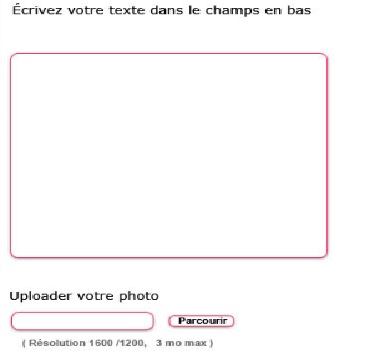 Écrivez votre texte dans le champs en bas
Uploader votre photo
Parcourir
( Résolution 1600 /1200, 3 mo max )